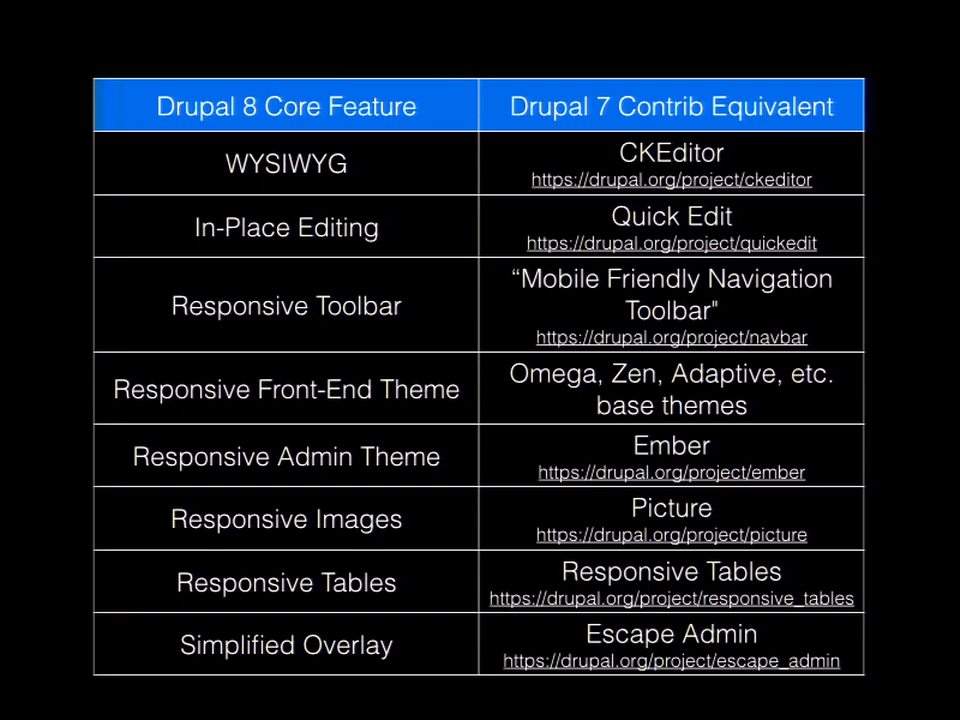 Drupal 8 Core Feature
Drupal 7 Contrib Equivalent
WYSIWYG
CKEditor
https://drupal.org/project/ckeditor
In-Place Editing
Quick Edit
https://drupal.org/project/quickedit
Responsive Toolbar
“Mobile Friendly Navigation
Toolbar"
https://drupal.org/project/navbar
Responsive Front-End Theme
Omega, Zen, Adaptive, etc.
base themes
Responsive Admin Theme
Ember
https://drupal.org/project/ember
Responsive Images
Picture
https://drupal.org/project/picture
Responsive Tables
Responsive Tables
https://drupal.org/project/responsive_tables
Simplified Overlay
Escape Admin
https://drupal.org/project/escape_admin